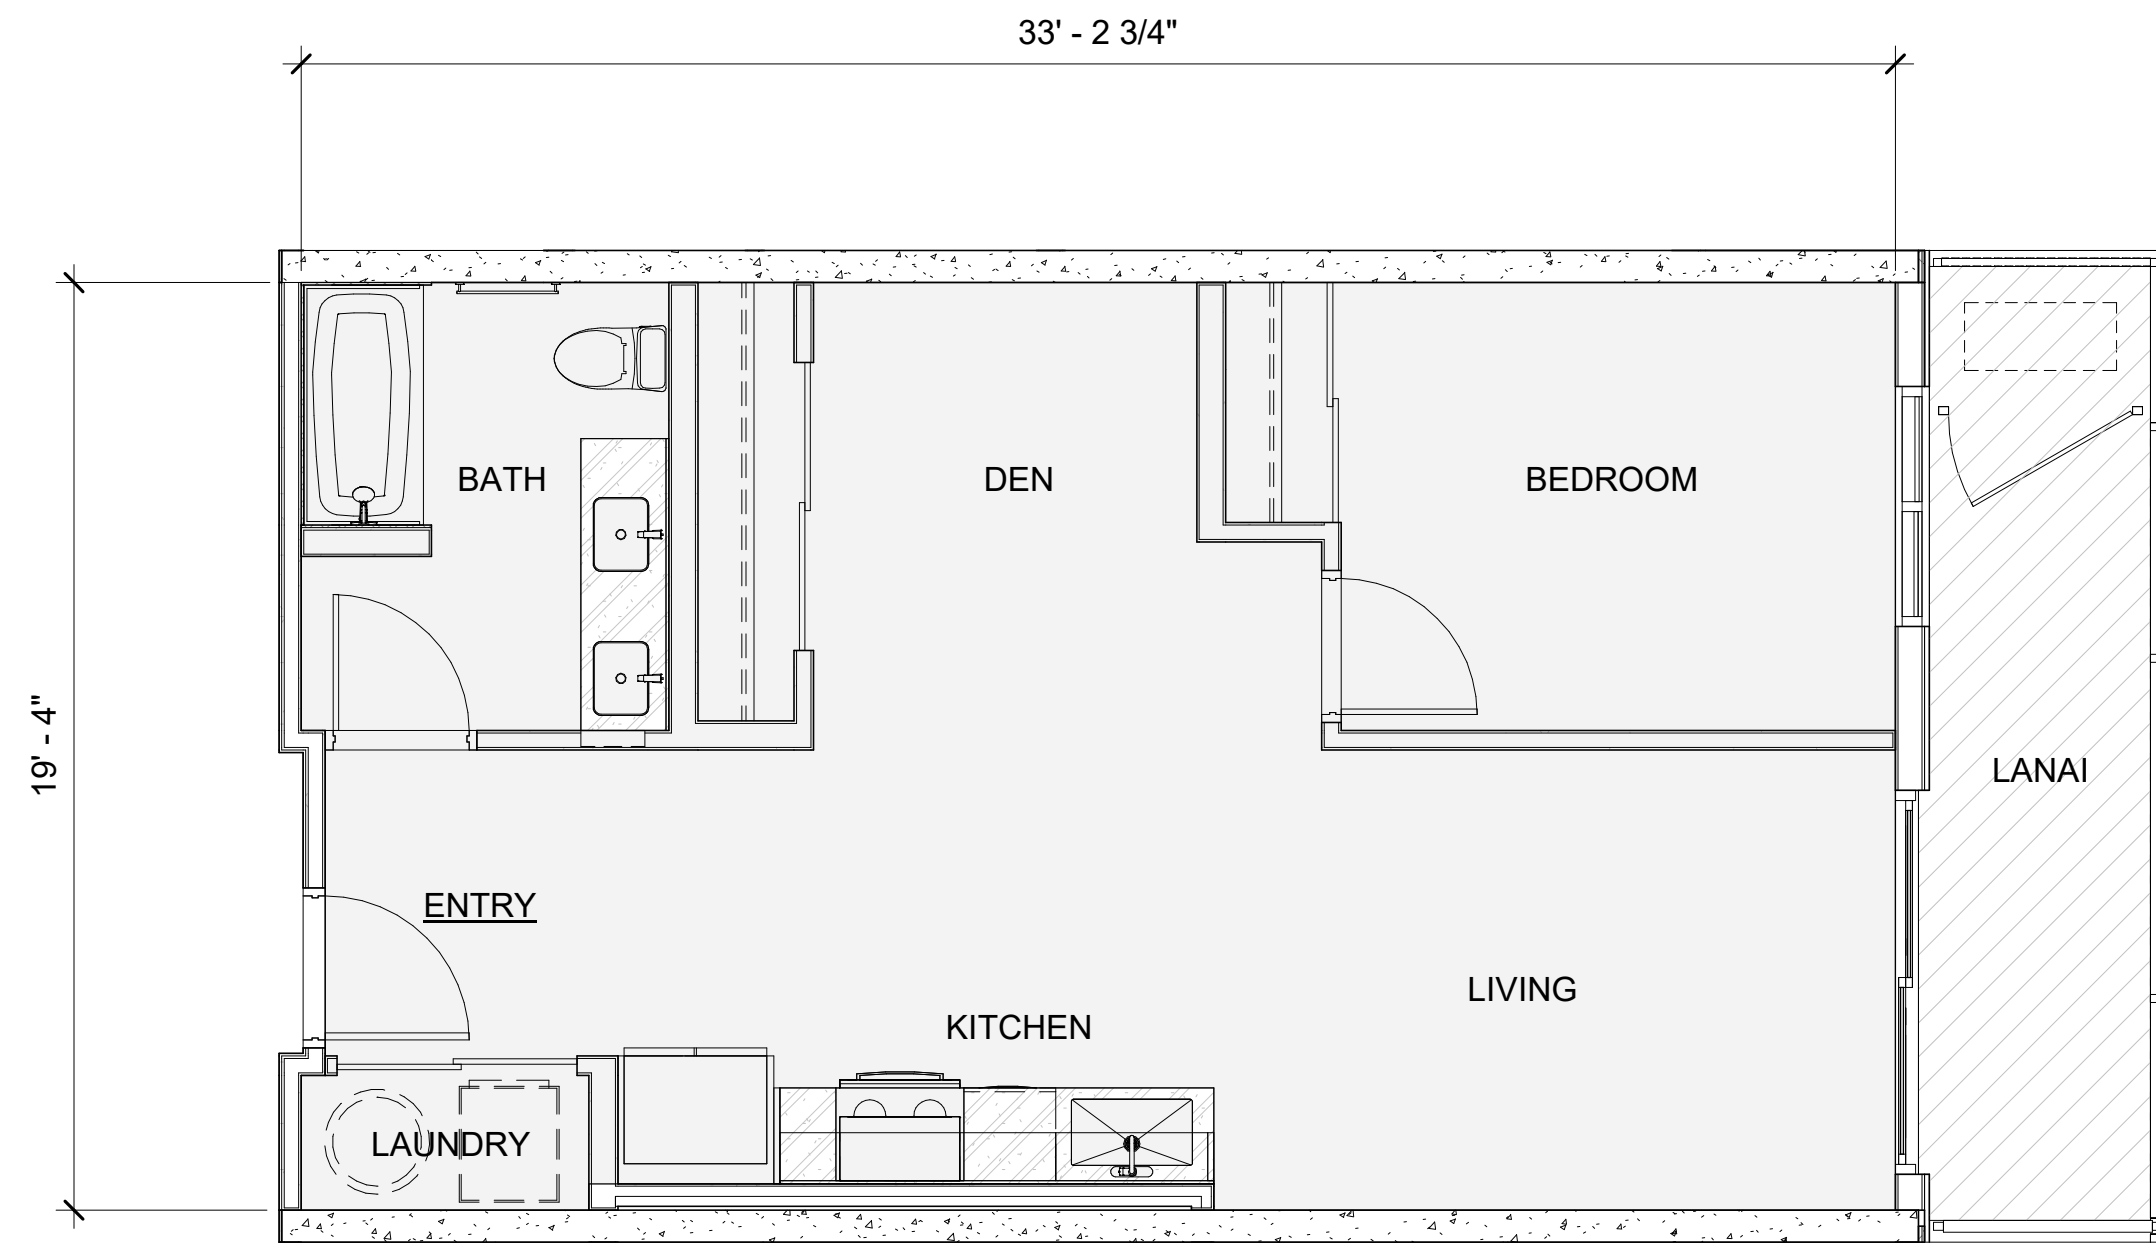 33' - 2 3/4"
BATH
DEN
BEDROOM
19' - 4"
LANAI
ENTRY
LIVING
KITCHEN
LAUNDRY